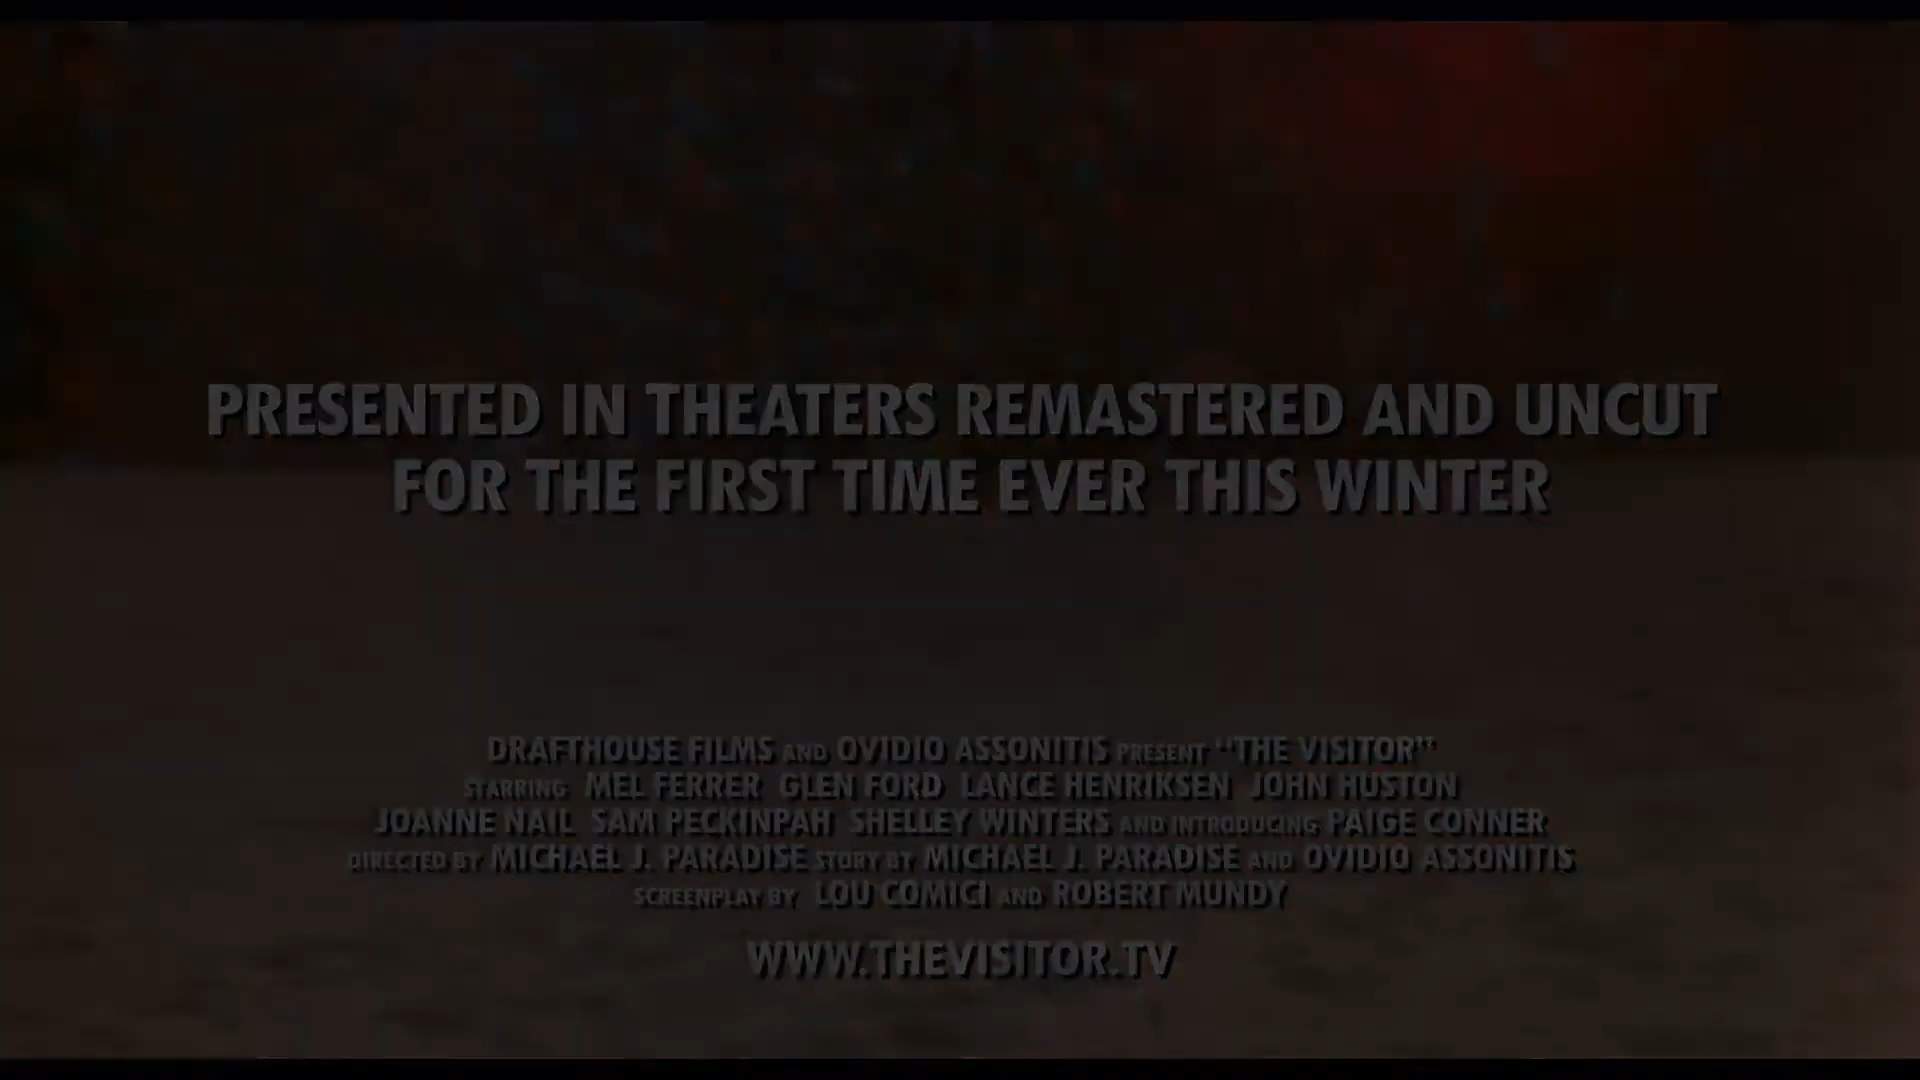 PRESENTED IN THEATERS REMASTERED AND UNCUT
FOR THE FIRST TIME EVER THIS WINTER
DRAFTHOUSE FILMS AND OVIDIO ASSONITIS PRESENT "THE VISITOR"
STARRING MEL FERRER GLEN FORD LANCE HENRIKSEN JOHN HUSTON
JOANNE NAIL SAM PECKINPAH SHELLEY WINTERS AND INTRODUCING PAIGE CONNER
DIRECTED BY MICHAEL J. PARADISE STORY BY MICHAEL J. PARADISE AND OVIDIO ASSONITIS
SCREENPLAY BY LOU COMICI AND ROBERT MUNDY
WWW.THEVISITOR.TV